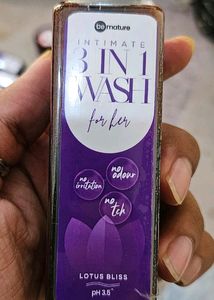 be mature
INTIMATE
3 IN 1
WASH
for her
no
odour
no
irritation
no
itch
LOTUS BLISS
pH 3.5